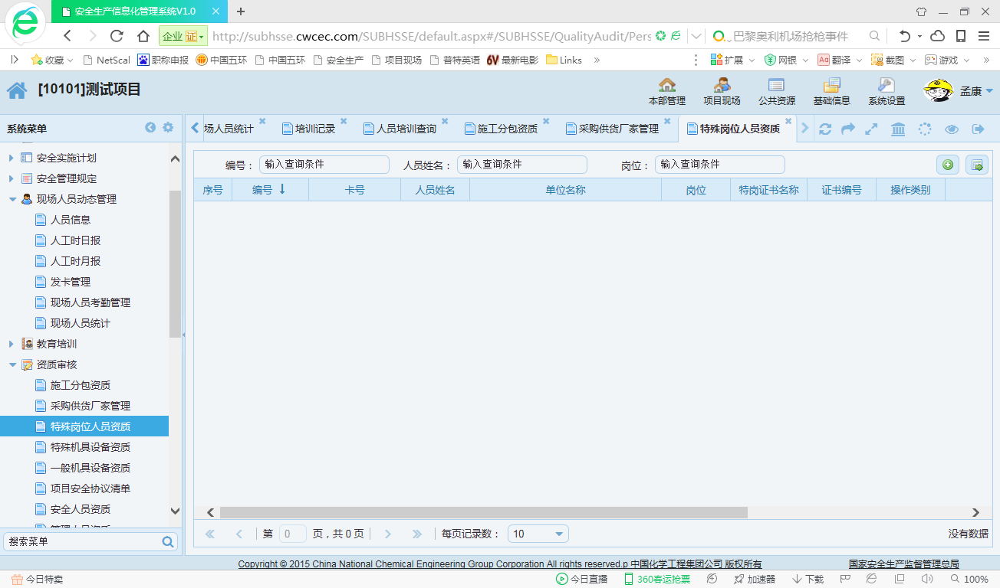 安全生产信息化管理系统V1.0
企业 证 http://subhsse.cwcec.com/SUBHSSE/default.aspx#/SUBHSSE/QualityAudit/Pers 巴黎奥利机场抢枪事件
收藏 NetScal 职称申报 中国五环 中国五环 安全生产 项目现场 普特英语 6V 最新电影 Links » 扩展 网银 Aa 翻译 截图 游戏 »
[10101]测试项目 本部管理 项目现场 公共资源 基础信息 系统设置 孟康
系统菜单 场人员统计 培训记录 人员培训查询 施工分包资质 采购供货厂家管理 特殊岗位人员资质
安全实施计划
安全管理规定
现场人员动态管理
人员信息
人工时日报
人工时月报
发卡管理
现场人员考勤管理
现场人员统计
教育培训
资质审核
施工分包资质
采购供货厂家管理
特殊岗位人员资质
特殊机具设备资质
一般机具设备资质
项目安全协议清单
安全人员资质
管理人员资质
搜索菜单
编号： 输入查询条件 人员姓名： 输入查询条件 岗位： 输入查询条件
序号 编号 卡号 人员姓名 单位名称 岗位 特岗证书名称 证书编号 操作类别
第 0 页，共 0 页 每页记录数： 10 没有数据
Copyright © 2015 China National Chemical Engineering Group Corporation All rights reserved.p 中国化学工程集团公司 版权所有 国家安全生产监督管理总局
今日特卖 今日直播 360春运抢票 加速器 下载 100%